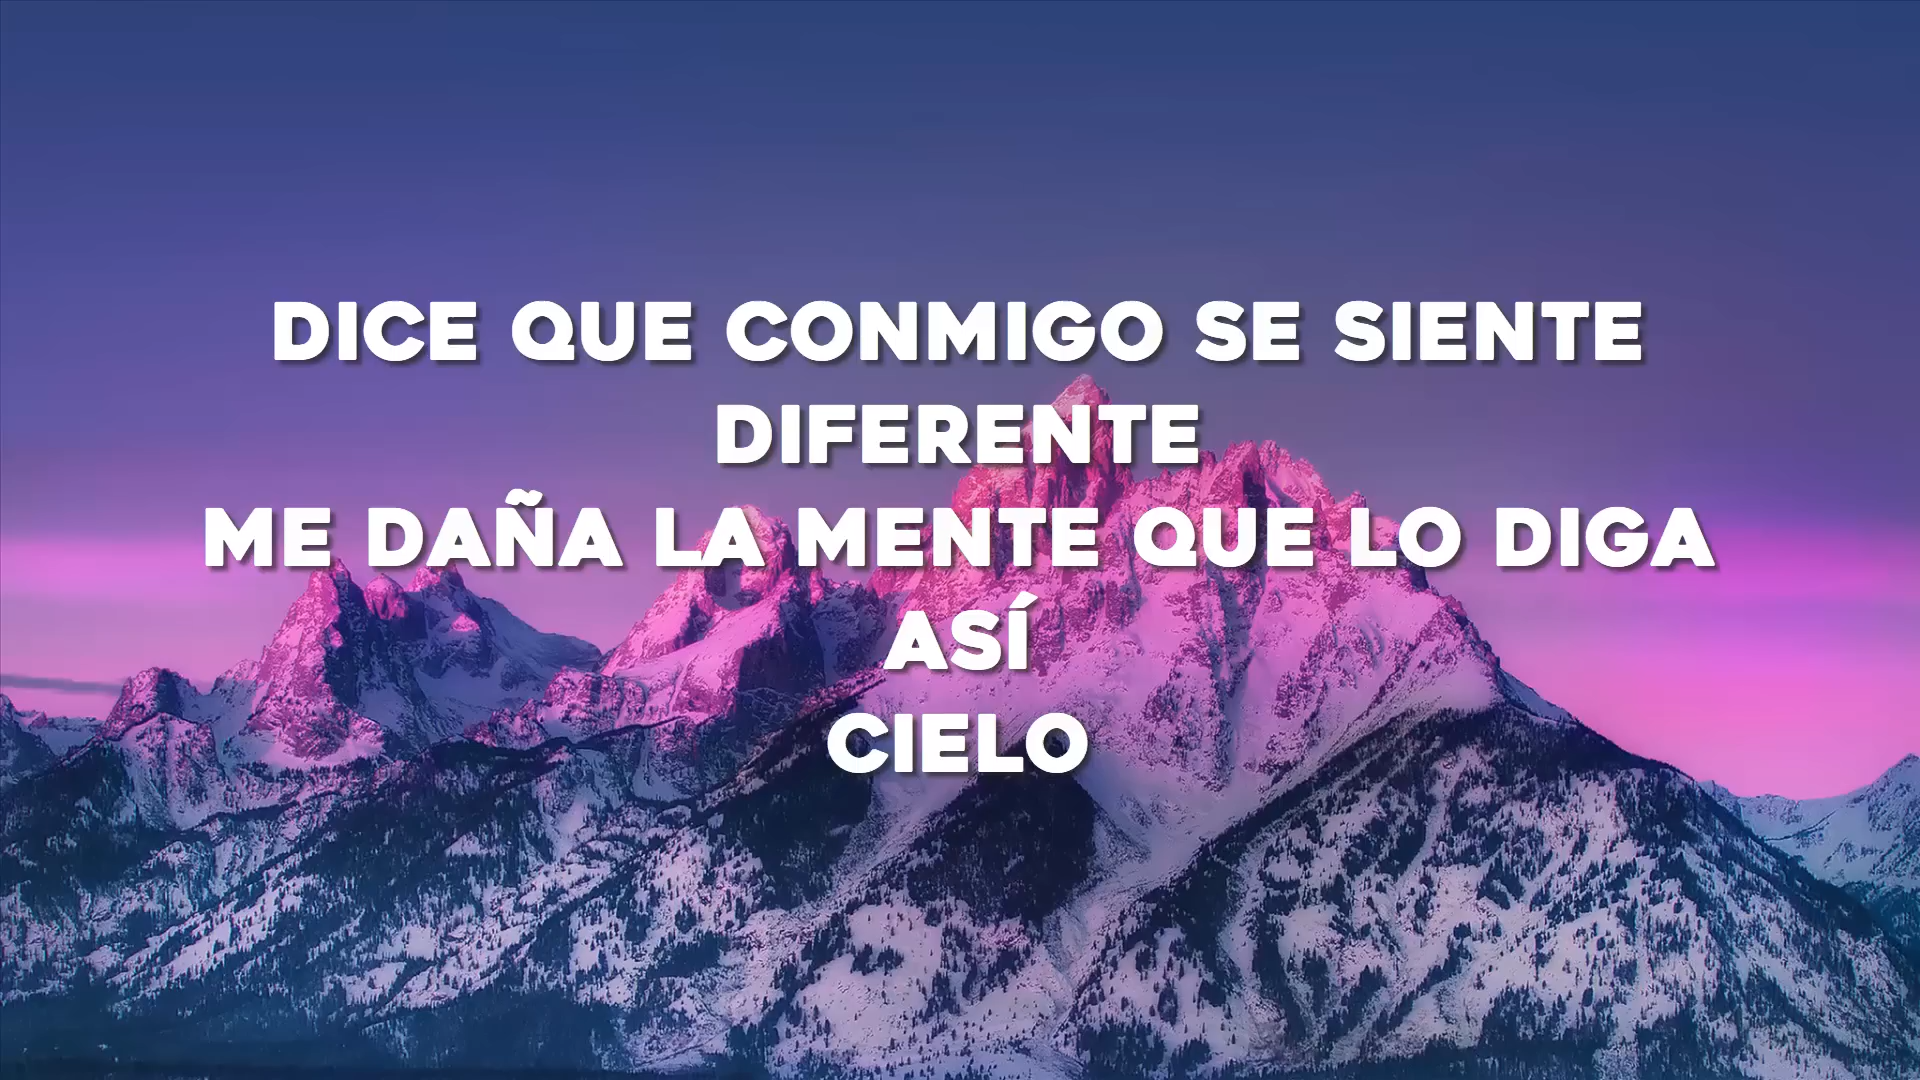 DICE QUE CONMIGO SE SIENTE
DIFERENTE
ME DAÑA LA MENTE QUE LO DIGA
ASÍ
CIELO